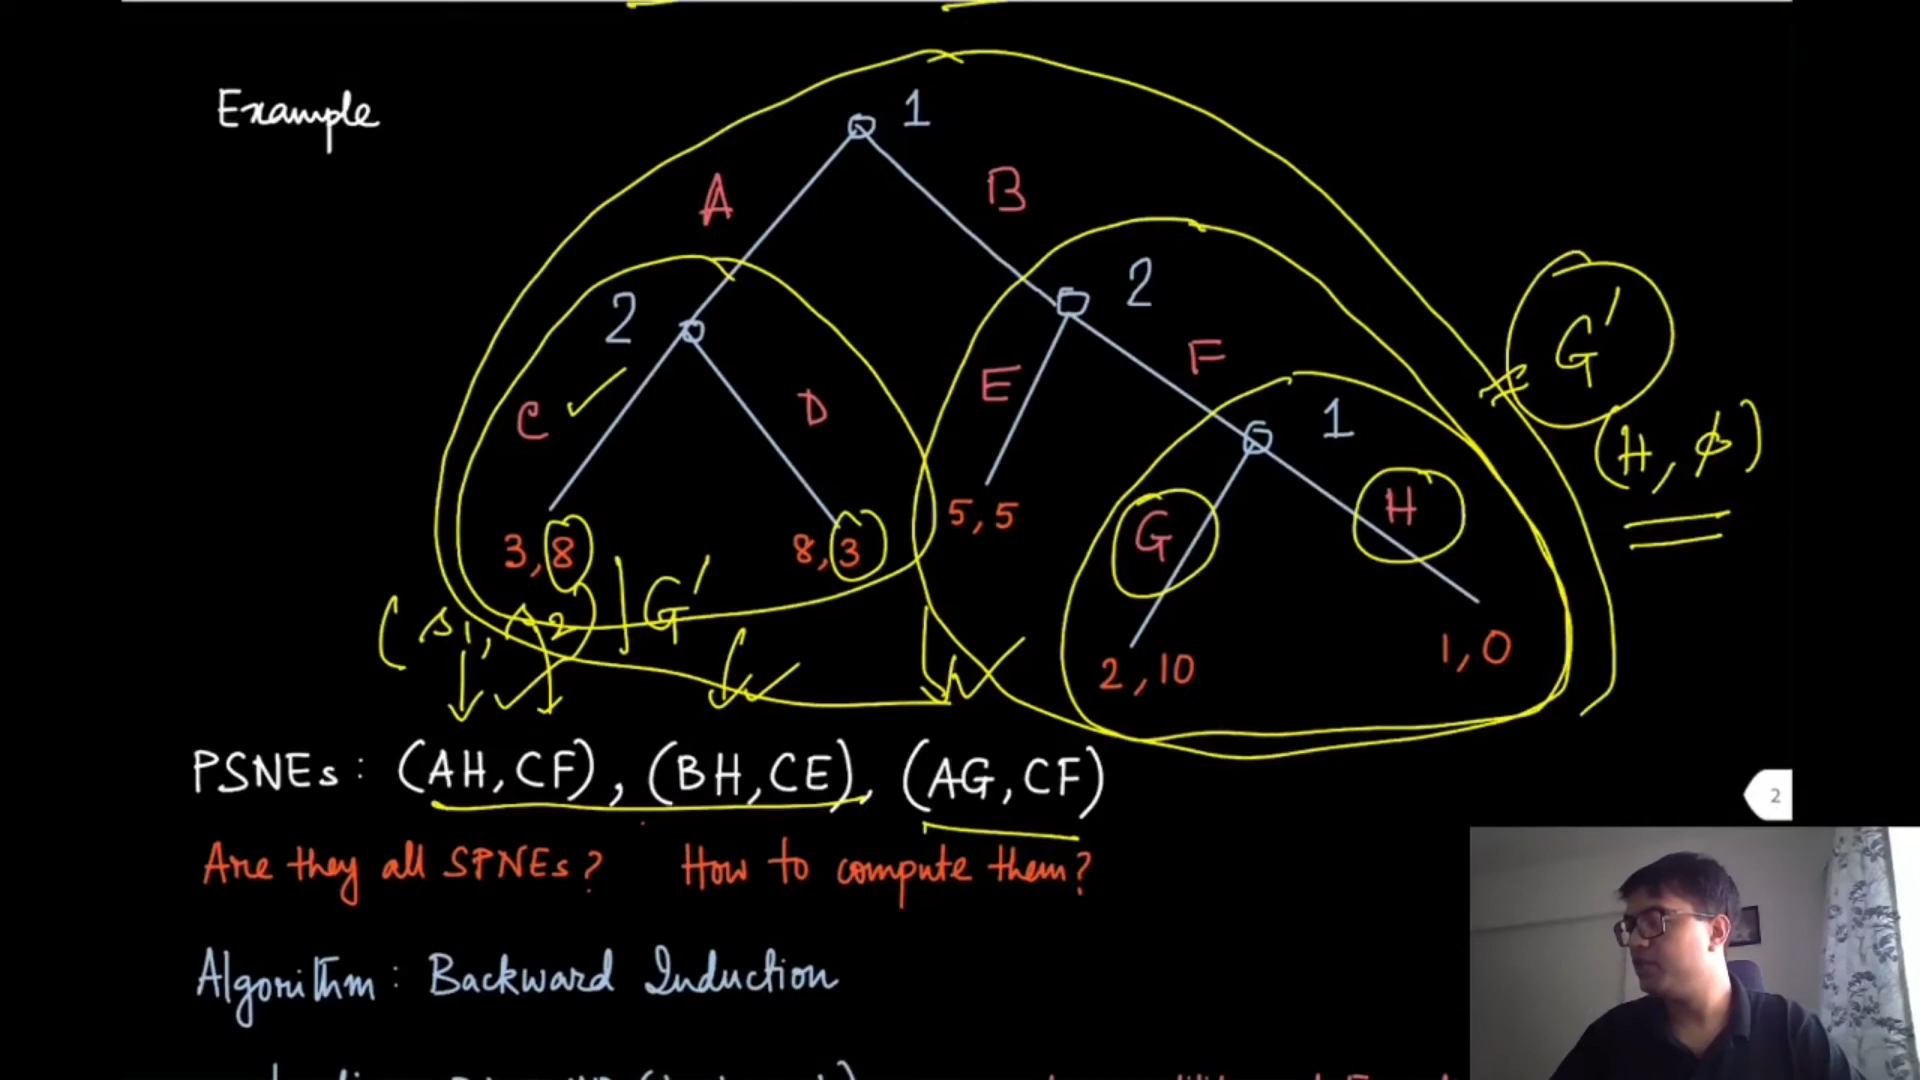 Example
1
A
B
2
2
C
D
E
F
1
G
H
3,8
8,3
5,5
2,10
1,0
G'
(H, ϕ)
(s1, s2)|G'
PSNEs: (AH,CF), (BH,CE), (AG,CF)
Are they all SPNEs? How to compute them?
Algorithm: Backward Induction
2